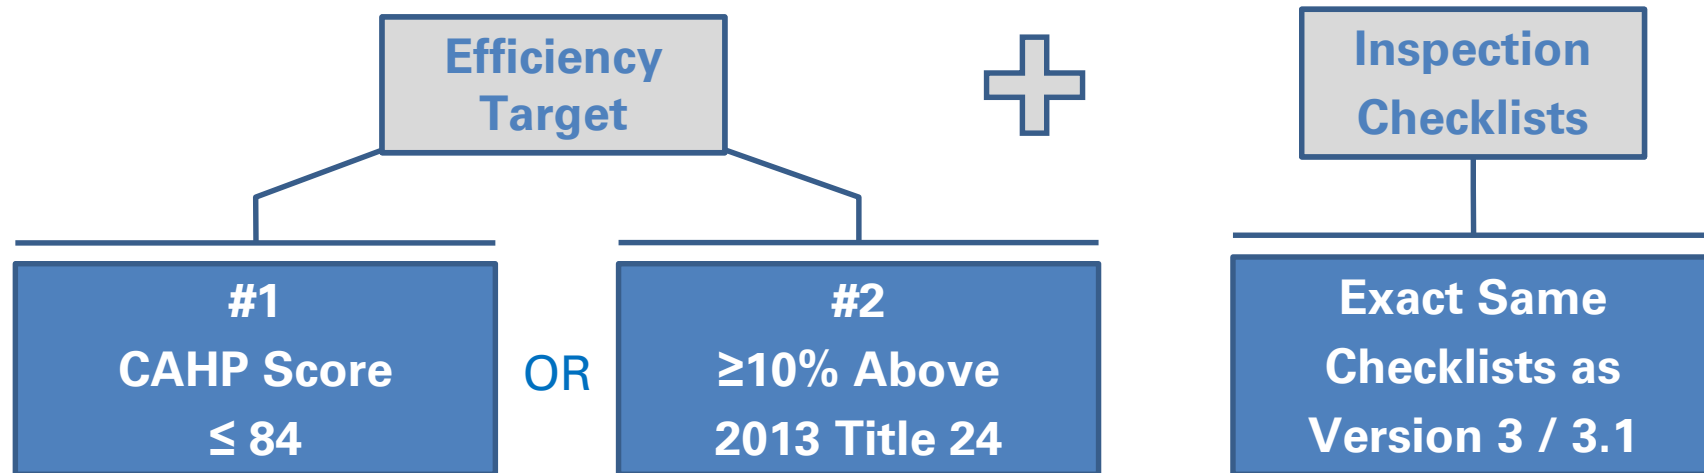 Efficiency
Target
Inspection
Checklists
#1
CAHP Score
≤ 84
OR
#2
≥10% Above
2013 Title 24
Exact Same
Checklists as
Version 3 / 3.1